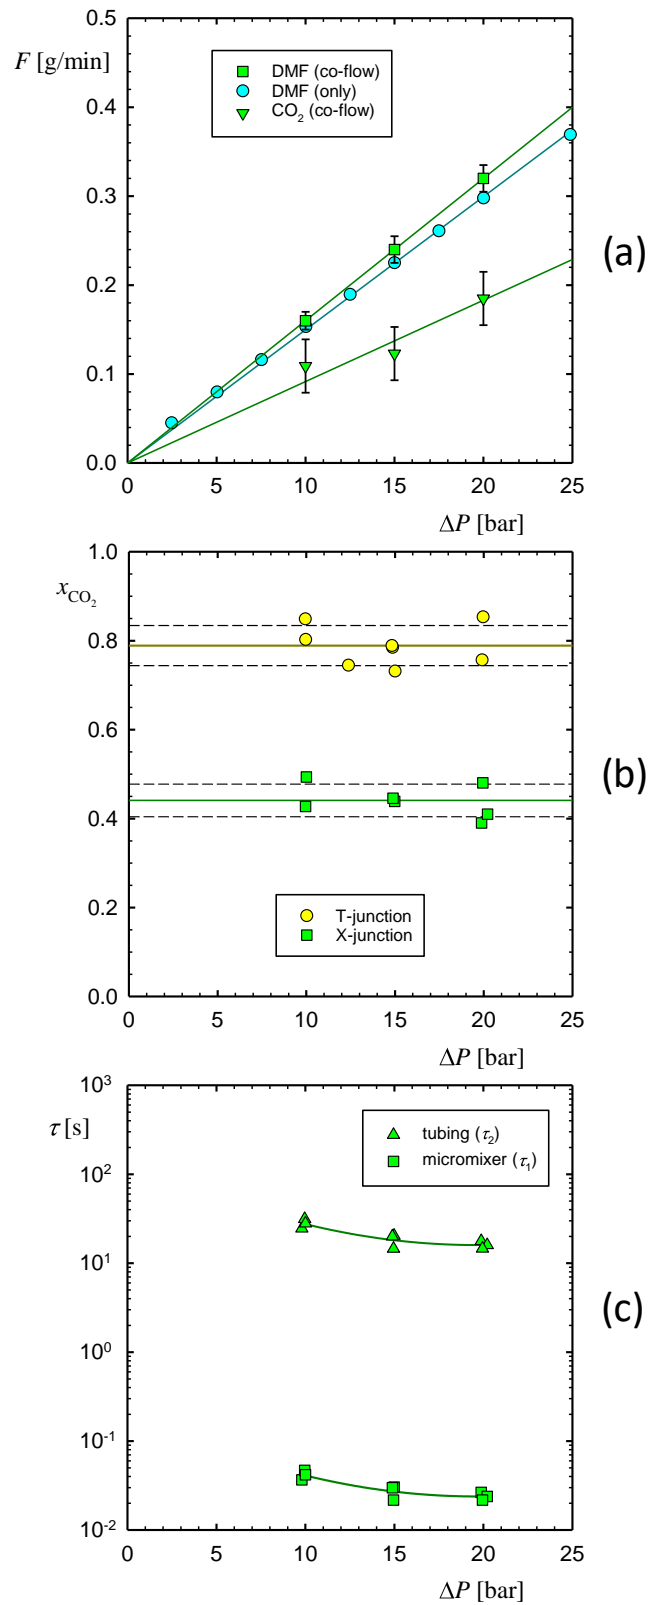 0.5
F [g/min]
DMF (co-flow)
DMF (only)
CO₂ (co-flow)
0.4
0.3
(a)
0.2
0.1
0.0
0 5 10 15 20 25
ΔP [bar]
1.0
x_CO₂
0.8
(b)
0.6
0.4
T-junction
X-junction
0.2
0.0
0 5 10 15 20 25
ΔP [bar]
10³
τ [s]
tubing (τ₂)
micromixer (τ₁)
10²
10¹
(c)
10⁰
10⁻¹
10⁻²
0 5 10 15 20 25
ΔP [bar]